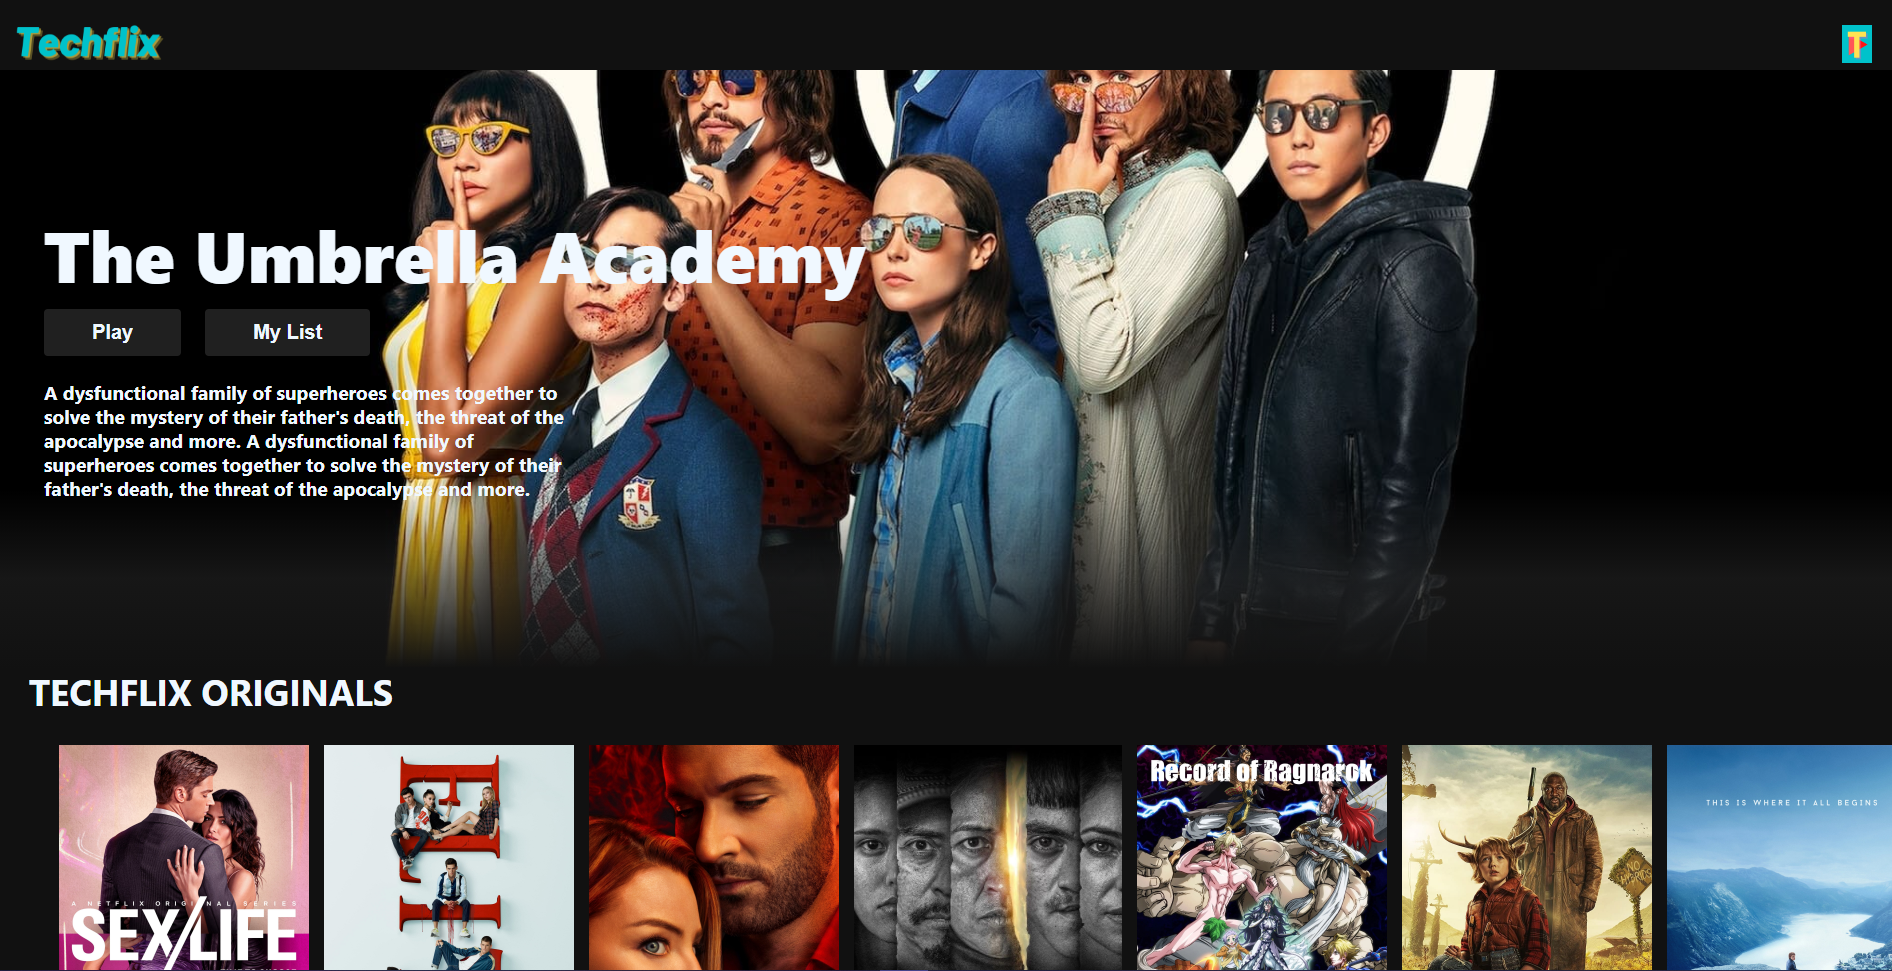 Techflix
T
The Umbrella Academy
Play
My List
A dysfunctional family of superheroes comes together to
solve the mystery of their father's death, the threat of the
apocalypse and more. A dysfunctional family of
superheroes comes together to solve the mystery of their
father's death, the threat of the apocalypse and more.
TECHFLIX ORIGINALS
A NETFLIX ORIGINAL SERIES
SEX/LIFE
Record of Ragnarok
THIS IS WHERE IT ALL BEGINS